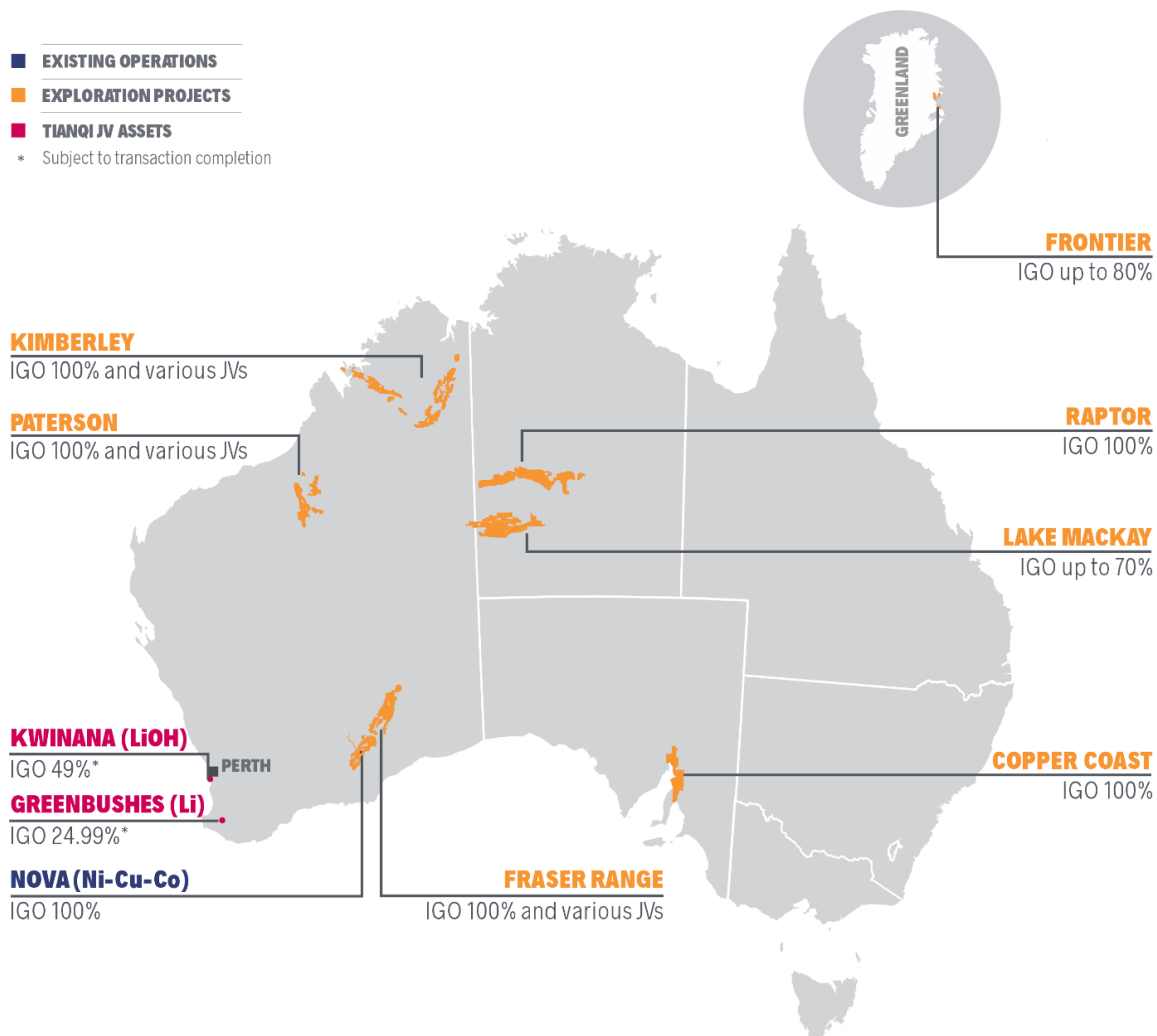 EXISTING OPERATIONS
EXPLORATION PROJECTS
TIANQI JV ASSETS
* Subject to transaction completion
GREENLAND
FRONTIER
IGO up to 80%
KIMBERLEY
IGO 100% and various JVs
PATERSON
IGO 100% and various JVs
RAPTOR
IGO 100%
LAKE MACKAY
IGO up to 70%
KWINANA (LiOH)
IGO 49%*
PERTH
GREENBUSHES (Li)
IGO 24.99%*
NOVA (Ni-Cu-Co)
IGO 100%
FRASER RANGE
IGO 100% and various JVs
COPPER COAST
IGO 100%